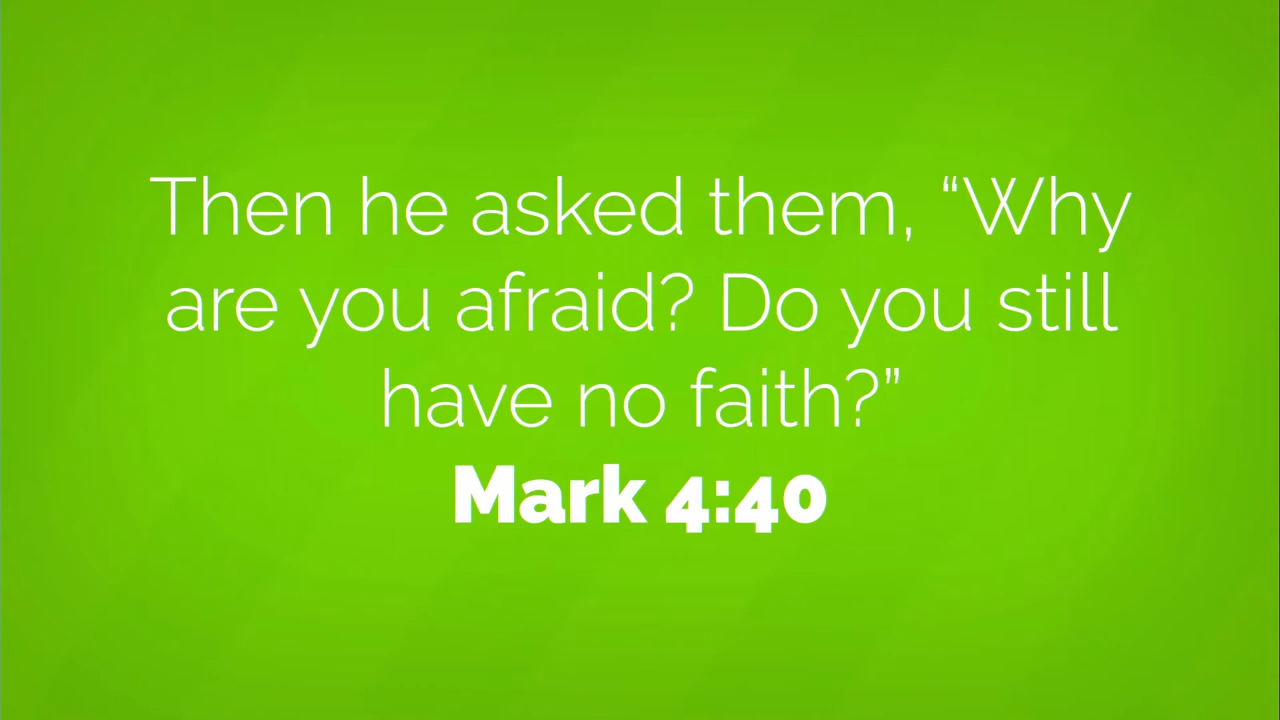 Then he asked them, “Why
are you afraid? Do you still
have no faith?”
Mark 4:40